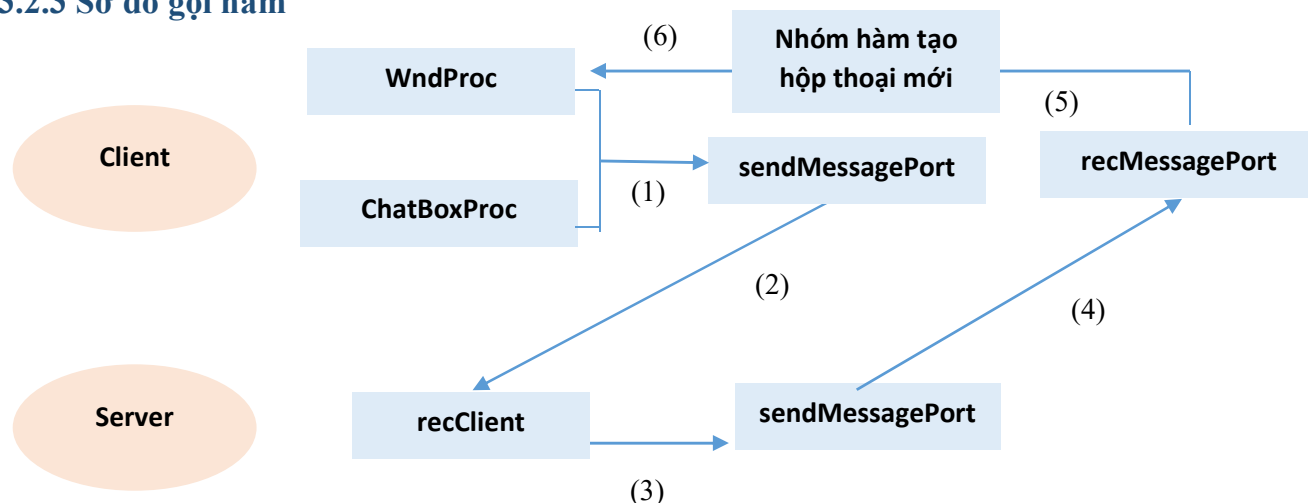 5.2.3 Sơ đồ gọi hàm
(6)
Nhóm hàm tạo
hộp thoại mới
WndProc
(5)
Client
sendMessagePort
recMessagePort
(1)
ChatBoxProc
(2)
(4)
Server
recClient
sendMessagePort
(3)